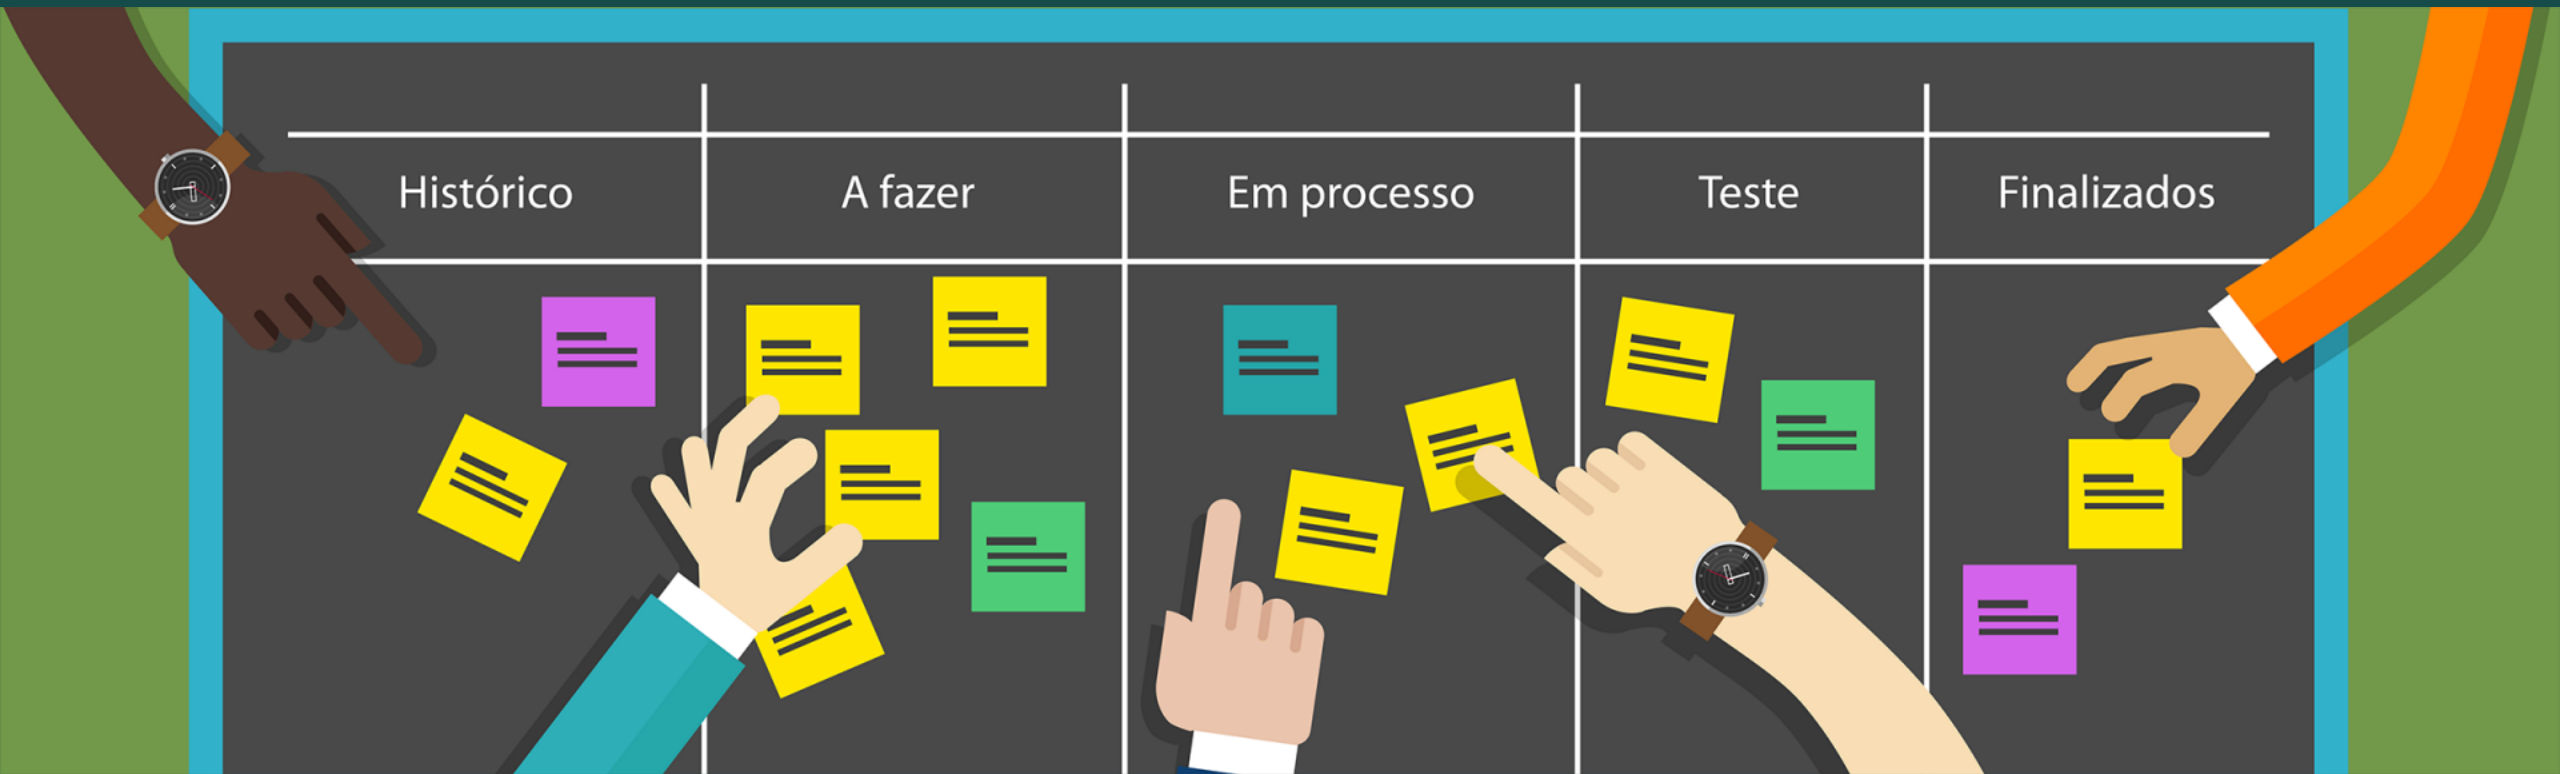 Histórico
A fazer
Em processo
Teste
Finalizados